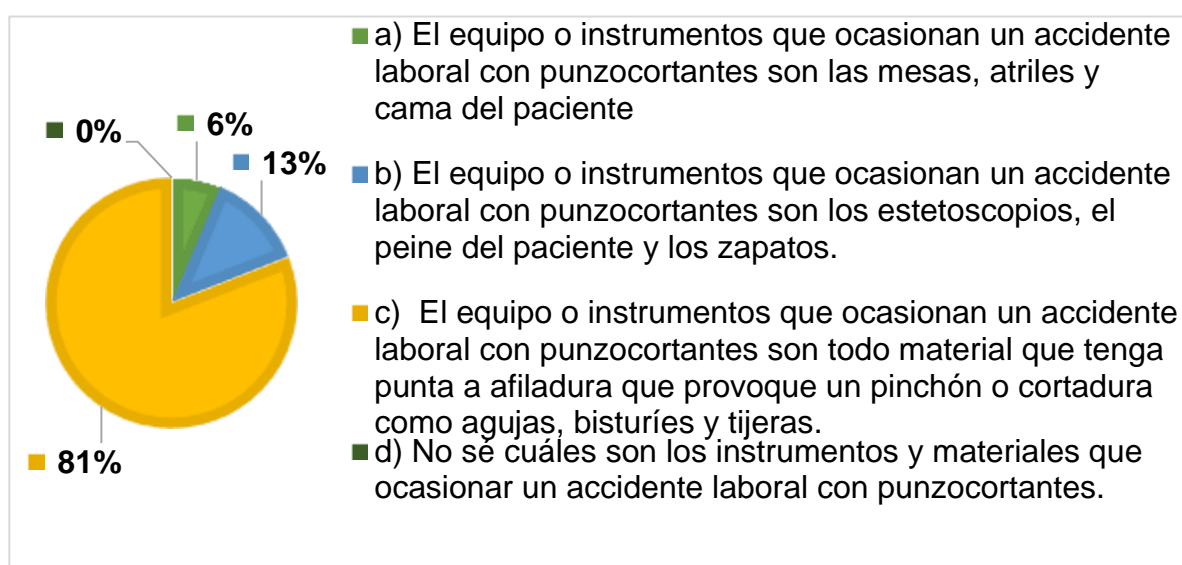 0%
6%
13%
81%
a) El equipo o instrumentos que ocasionan un accidente
laboral con punzocortantes son las mesas, atriles y
cama del paciente
b) El equipo o instrumentos que ocasionan un accidente
laboral con punzocortantes son los estetoscopios, el
peine del paciente y los zapatos.
c) El equipo o instrumentos que ocasionan un accidente
laboral con punzocortantes son todo material que tenga
punta a afiladura que provoque un pinchón o cortadura
como agujas, bisturíes y tijeras.
d) No sé cuáles son los instrumentos y materiales que
ocasionar un accidente laboral con punzocortantes.